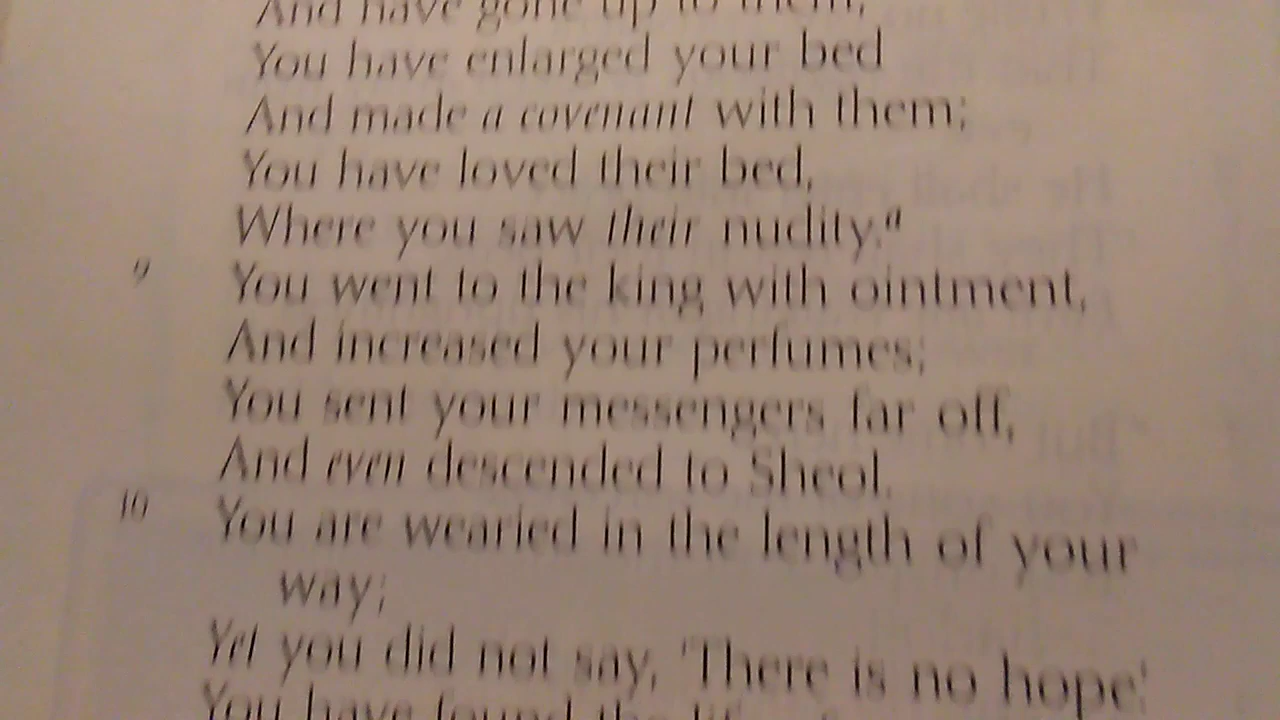 And have gone up to them,
You have enlarged your bed
And made a covenant with them;
You have loved their bed,
Where you saw their nudity.a
9 You went to the king with ointment,
And increased your perfumes;
You sent your messengers far off,
And even descended to Sheol.
10 You are wearied in the length of your
way;
Yet you did not say, 'There is no hope.'
You have found the